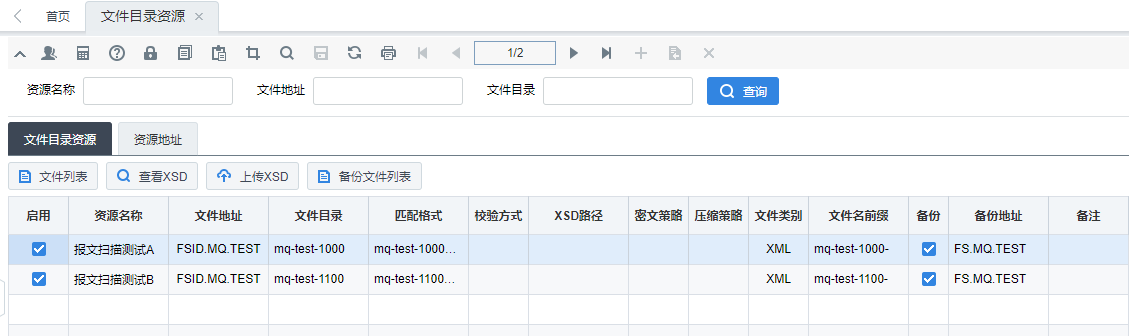 首页 文件目录资源
1/2
资源名称 文件地址 文件目录 查询
文件目录资源 资源地址
文件列表 查看XSD 上传XSD 备份文件列表
启用 资源名称 文件地址 文件目录 匹配格式 校验方式 XSD路径 密文策略 压缩策略 文件类别 文件名前缀 备份 备份地址 备注
报文扫描测试A FSID.MQ.TEST mq-test-1000 mq-test-1000... XML mq-test-1000- FS.MQ.TEST
报文扫描测试B FSID.MQ.TEST mq-test-1100 mq-test-1100... XML mq-test-1100- FS.MQ.TEST